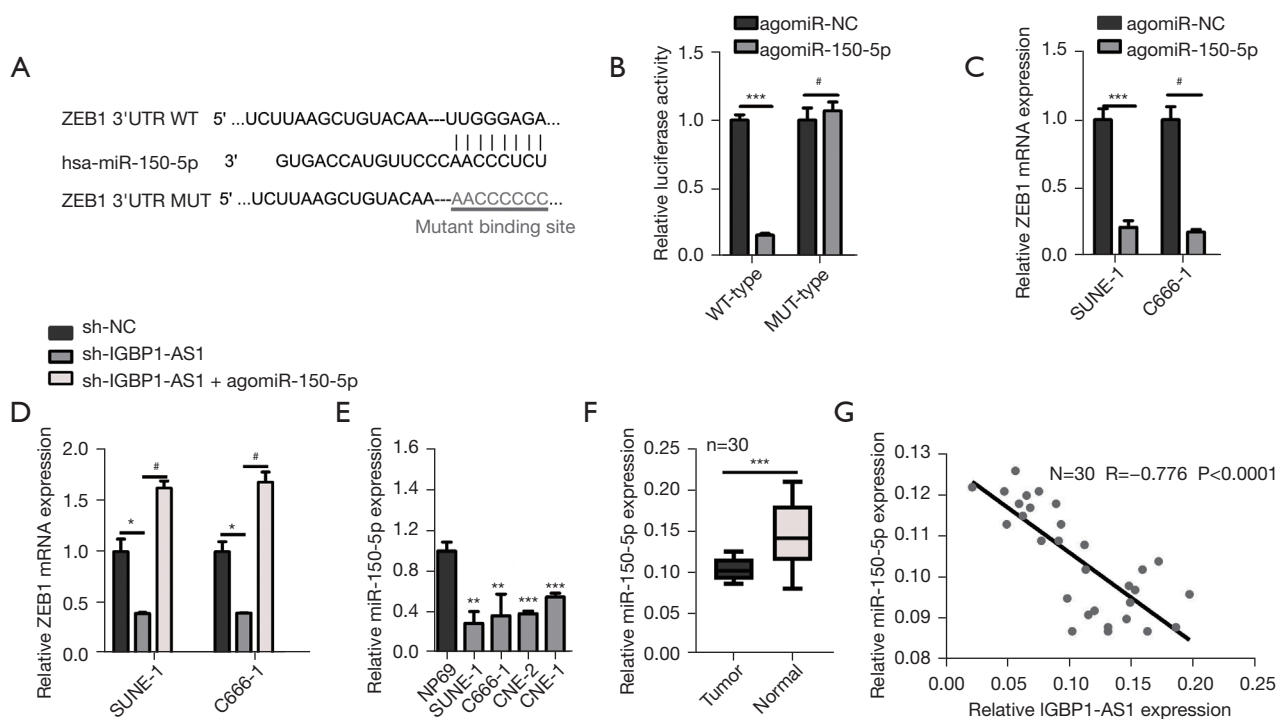 A
ZEB1 3'UTR WT 5' ...UCUUAAGCUGUACAA---UUGGGAGA...
hsa-miR-150-5p 3' GUGACCAUGUUCCCAACCCUCU
ZEB1 3'UTR MUT 5' ...UCUUAAGCUGUACAA---AACCCCCC...
Mutant binding site
B
agomiR-NC
agomiR-150-5p
Relative luciferase activity
1.5
1.0
0.5
0.0
***
#
WT-type
MUT-type
C
agomiR-NC
agomiR-150-5p
Relative ZEB1 mRNA expression
1.5
1.0
0.5
0.0
***
#
SUNE-1
C666-1
sh-NC
sh-IGBP1-AS1
sh-IGBP1-AS1 + agomiR-150-5p
D
Relative ZEB1 mRNA expression
2.0
1.5
1.0
0.5
0.0
*
#
*
#
SUNE-1
C666-1
E
Relative miR-150-5p expression
1.6
1.2
0.8
0.4
0.0
**
**
***
***
NP69
SUNE-1
C666-1
CNE-2
CNE-1
F
Relative miR-150-5p expression
0.25
0.20
0.15
0.10
0.05
0.00
n=30
***
Tumor
Normal
G
Relative miR-150-5p expression
0.13
0.12
0.11
0.10
0.09
0.08
N=30 R=−0.776 P<0.0001
0.00 0.05 0.10 0.15 0.20 0.25
Relative IGBP1-AS1 expression